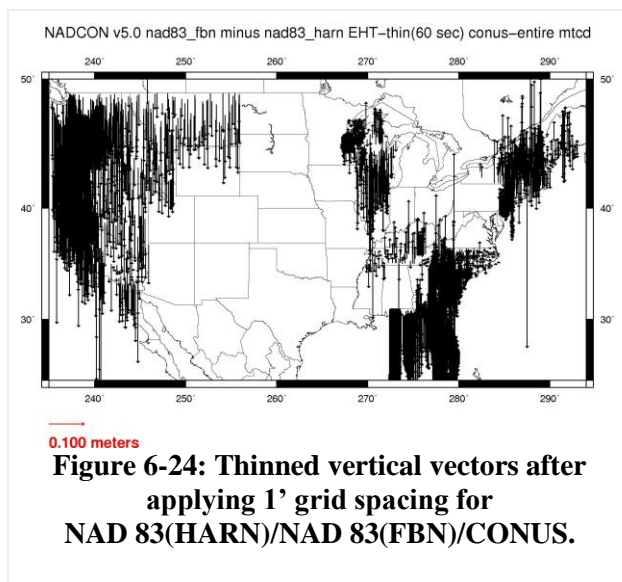 NADCON v5.0 nad83_fbn minus nad83_harn EHT-thin(60 sec) conus-entire mtcd
240° 250° 260° 270° 280° 290°
50° 50°
40° 40°
30° 30°
240° 250° 260° 270° 280° 290°
0.100 meters
Figure 6-24: Thinned vertical vectors after
applying 1’ grid spacing for
NAD 83(HARN)/NAD 83(FBN)/CONUS.